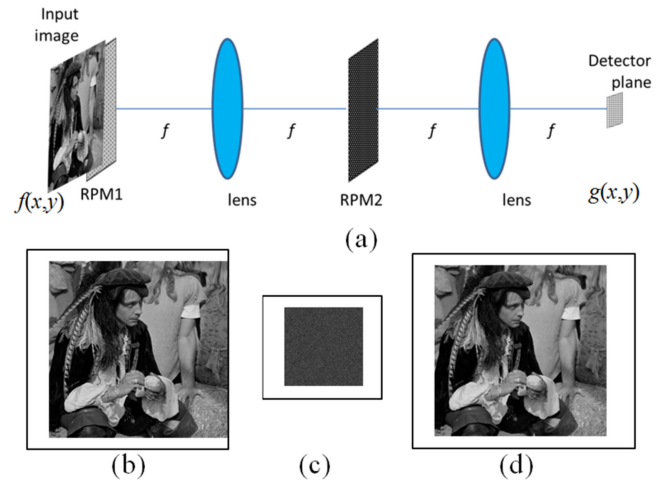 Input
image
Detector
plane
f
f
f
f
f(x,y)
RPM1
lens
RPM2
lens
g(x,y)
(a)
(b)
(c)
(d)